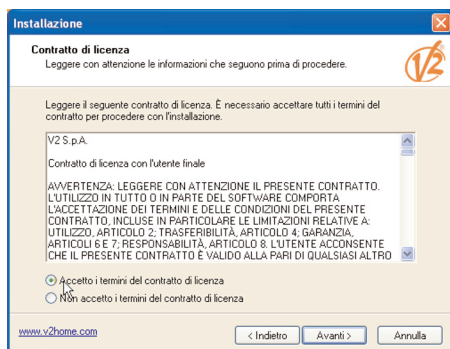 Installazione
Contratto di licenza
Leggere con attenzione le informazioni che seguono prima di procedere.
V2
Leggere il seguente contratto di licenza. È necessario accettare tutti i termini del
contratto per procedere con l'installazione.
V2 S.p.A.
Contratto di licenza con l'utente finale
AVVERTENZA: LEGGERE CON ATTENZIONE IL PRESENTE CONTRATTO.
L'UTILIZZO IN TUTTO O IN PARTE DEL SOFTWARE COMPORTA
L'ACCETTAZIONE DEI TERMINI E DELLE CONDIZIONI DEL PRESENTE
CONTRATTO, INCLUSE IN PARTICOLARE LE LIMITAZIONI RELATIVE A:
UTILIZZO, ARTICOLO 2; TRASFERIBILITÀ, ARTICOLO 4; GARANZIA,
ARTICOLI 6 E 7; RESPONSABILITÀ, ARTICOLO 8. L'UTENTE ACCONSENTE
CHE IL PRESENTE CONTRATTO È VALIDO ALLA PARI DI QUALSIASI ALTRO
Accetto i termini del contratto di licenza
Non accetto i termini del contratto di licenza
www.v2home.com
< Indietro
Avanti >
Annulla